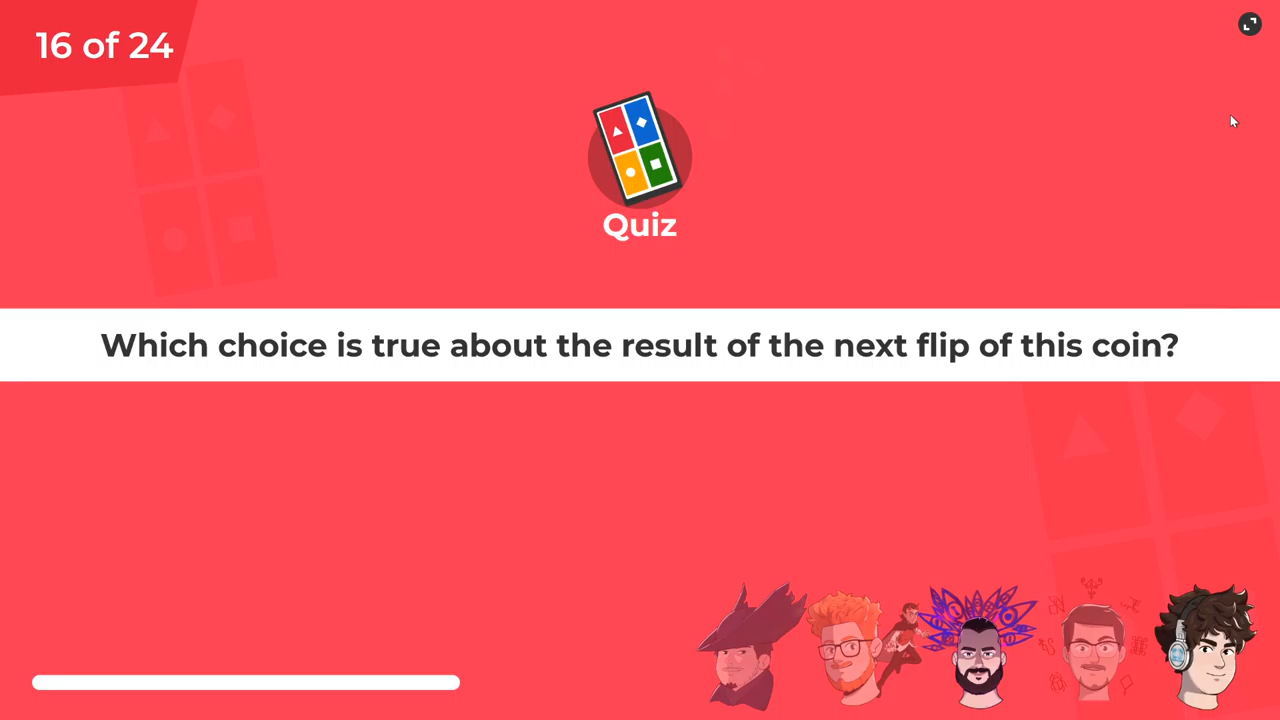 16 of 24
Quiz
Which choice is true about the result of the next flip of this coin?